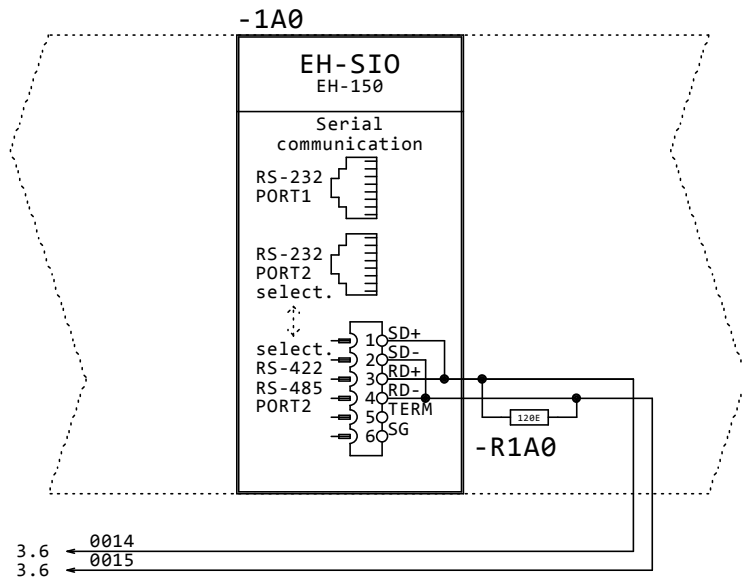 -1A0
EH-SIO
EH-150
Serial
communication
RS-232
PORT1
RS-232
PORT2
select.
select.
RS-422
RS-485
PORT2
1 SD+
2 SD-
3 RD+
4 RD-
5 TERM
6 SG
120E
-R1A0
3.6 0014
3.6 0015